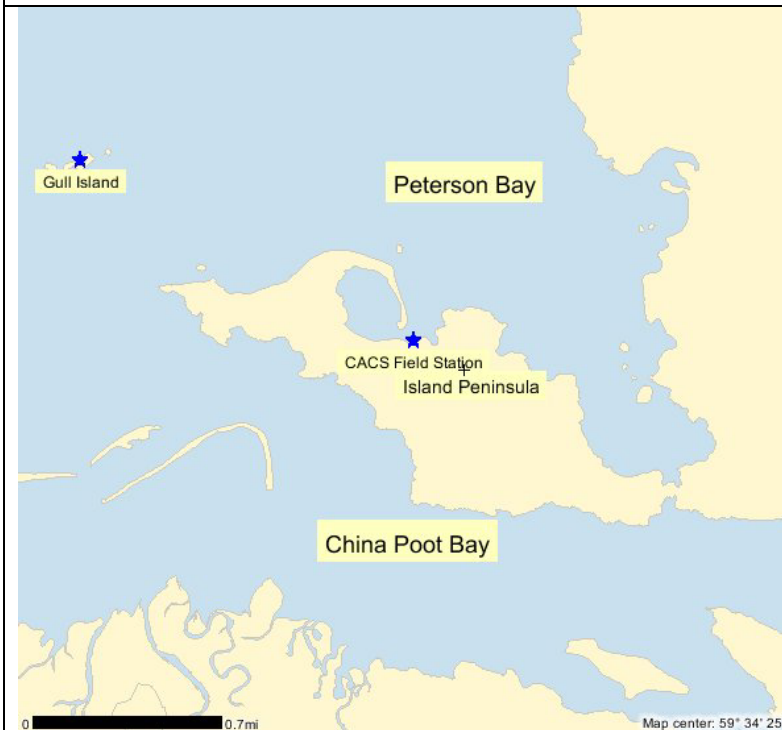 Gull Island
Peterson Bay
CACS Field Station
Island Peninsula
China Poot Bay
0 0.7mi
Map center: 59° 34' 25